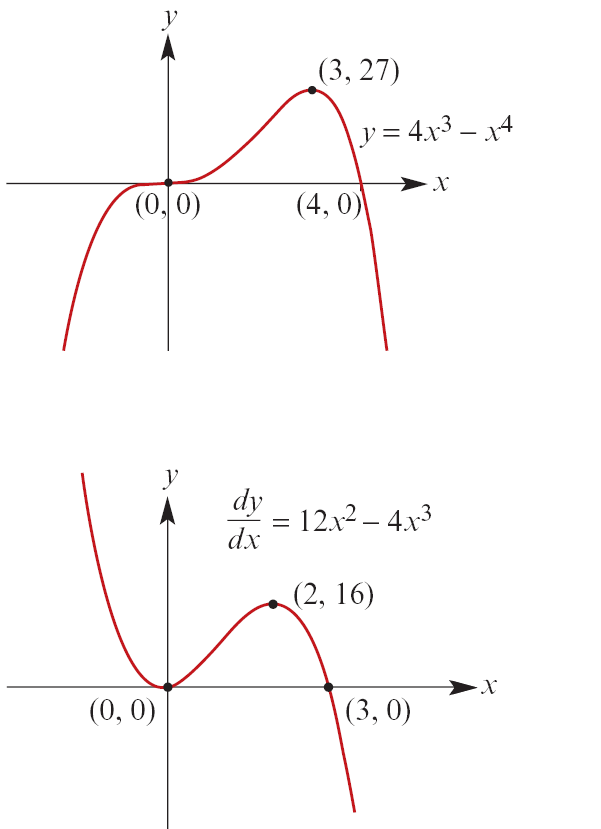 y
(3, 27)
y = 4x³ – x⁴
x
(0, 0)
(4, 0)
y
dy
dx
= 12x² – 4x³
(2, 16)
x
(0, 0)
(3, 0)